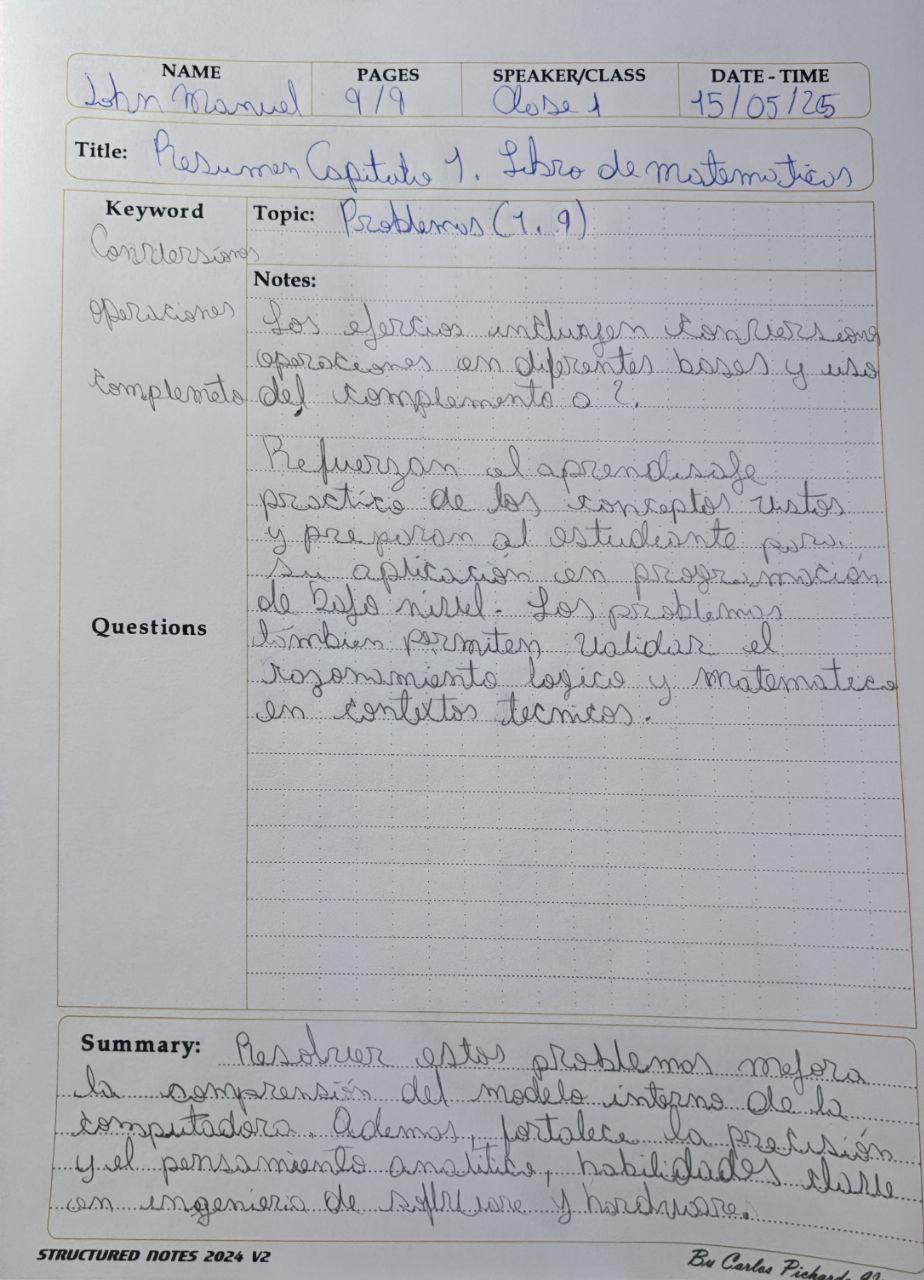 NAME PAGES SPEAKER/CLASS DATE - TIME
John Manuel 9/9 Clase 1 15/05/25
Title: Resumen Capitulo 1. Libro de matematicas
Keyword Topic: Problemas (1.9)
Conversiones
Notes:
operaciones
Los ejercios incluyen conversiones
operaciones en diferentes bases y uso
complemeto del complemento a 2.
Refuerzan el aprendisaje
practico de los conceptos vistos
y preparan al estudiante para
su aplicación en programación
de bajo nivel. Los problemas
Questions
tambien permiten validar el
razonamiento logico y matematico
en contextos tecnicos.
Summary: Resolver estos problemas mejora
la comprensión del modelo interno de la
computadora. Ademas, fortalece la precisión
y el pensamiento analitico, habilidades clave
en ingenieria de software y hardware.
STRUCTURED NOTES 2024 V2
By Carlos Pichard